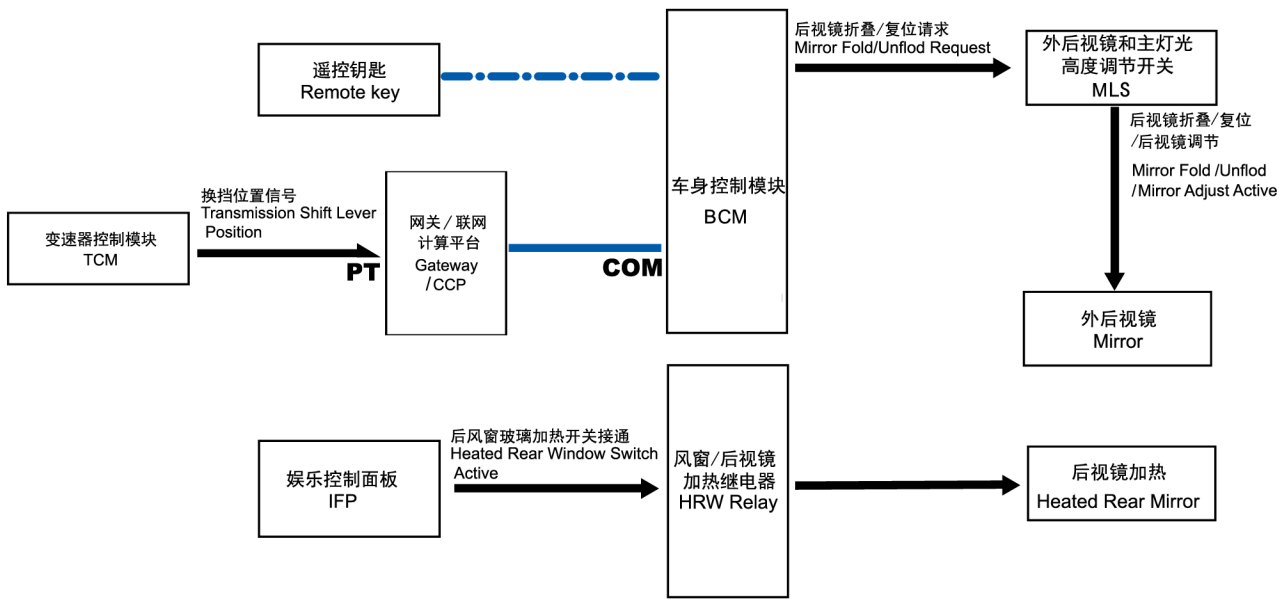 遥控钥匙
Remote key
后视镜折叠/复位请求
Mirror Fold/Unflod Request
外后视镜和主灯光
高度调节开关
MLS
后视镜折叠/复位
/后视镜调节
Mirror Fold /Unflod
/Mirror Adjust Active
车身控制模块
BCM
换挡位置信号
Transmission Shift Lever
Position
变速器控制模块
TCM
PT
网关/联网
计算平台
Gateway
/CCP
COM
外后视镜
Mirror
娱乐控制面板
IFP
后风窗玻璃加热开关接通
Heated Rear Window Switch
Active
风窗/后视镜
加热继电器
HRW Relay
后视镜加热
Heated Rear Mirror